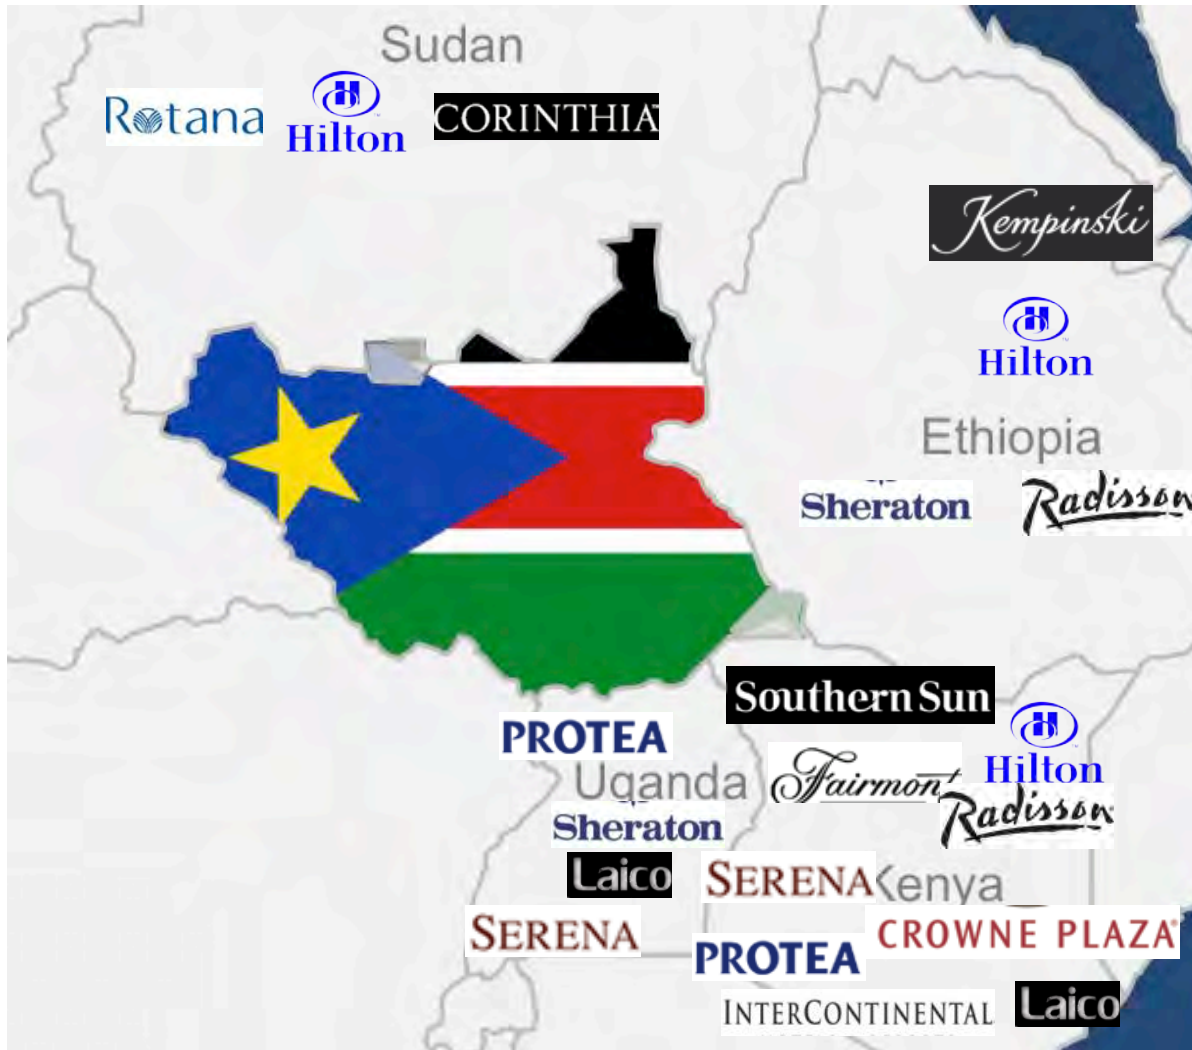 Sudan
Rotana
Hilton
CORINTHIA
Kempinski
Hilton
Ethiopia
Sheraton
Radisson
Southern Sun
PROTEA
Hilton
Uganda
Fairmont
Radisson
Sheraton
Laico
SERENA
Kenya
SERENA
CROWNE PLAZA
PROTEA
INTERCONTINENTAL
Laico